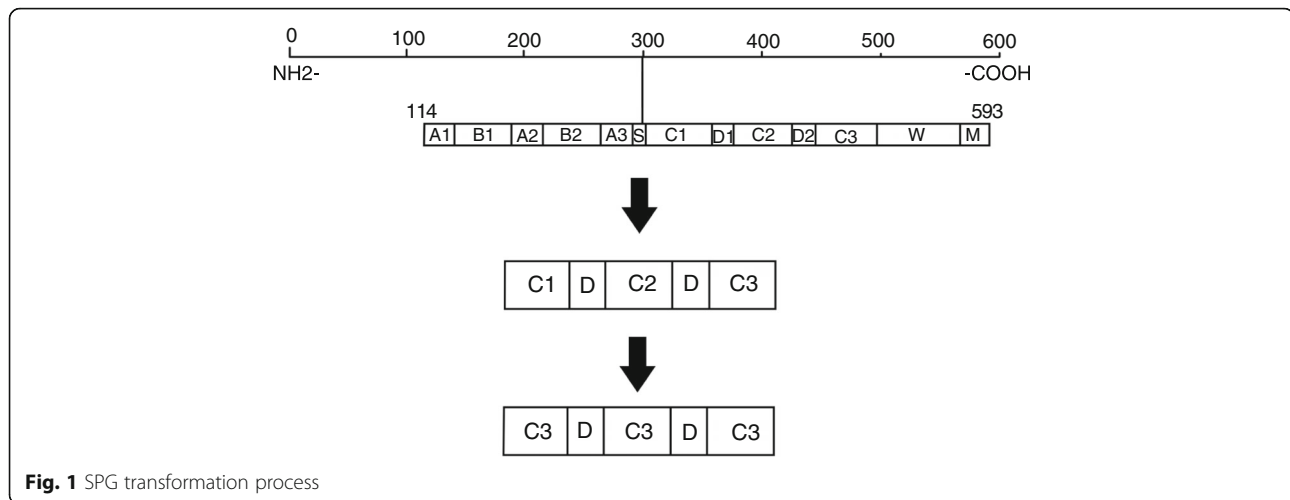 0 100 200 300 400 500 600
NH2- -COOH
114 593
A1 B1 A2 B2 A3 S C1 D1 C2 D2 C3 W M
C1 D C2 D C3
C3 D C3 D C3
Fig. 1 SPG transformation process